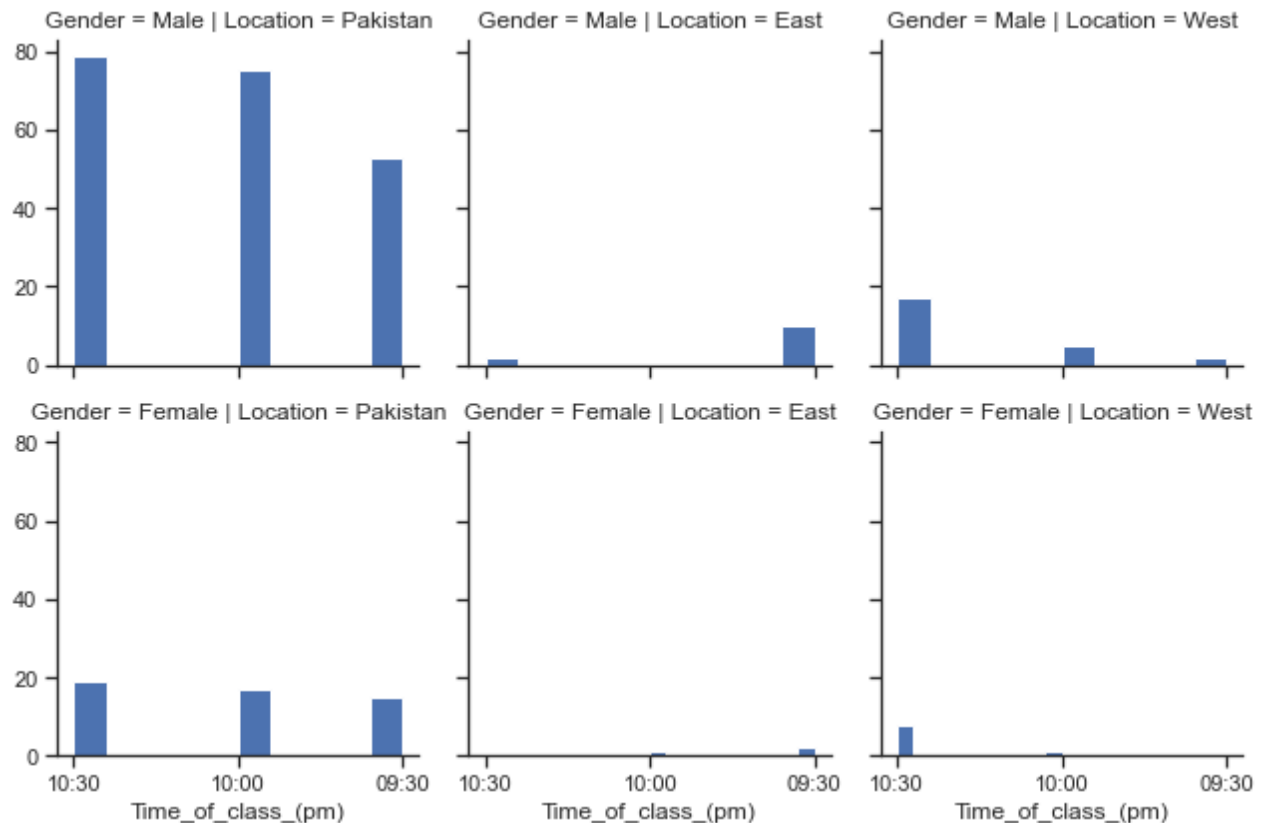 Gender = Male | Location = Pakistan
Gender = Male | Location = East
Gender = Male | Location = West
80
60
40
20
0
Gender = Female | Location = Pakistan
Gender = Female | Location = East
Gender = Female | Location = West
80
60
40
20
0
10:30 10:00 09:30
10:30 10:00 09:30
10:30 10:00 09:30
Time_of_class_(pm)
Time_of_class_(pm)
Time_of_class_(pm)